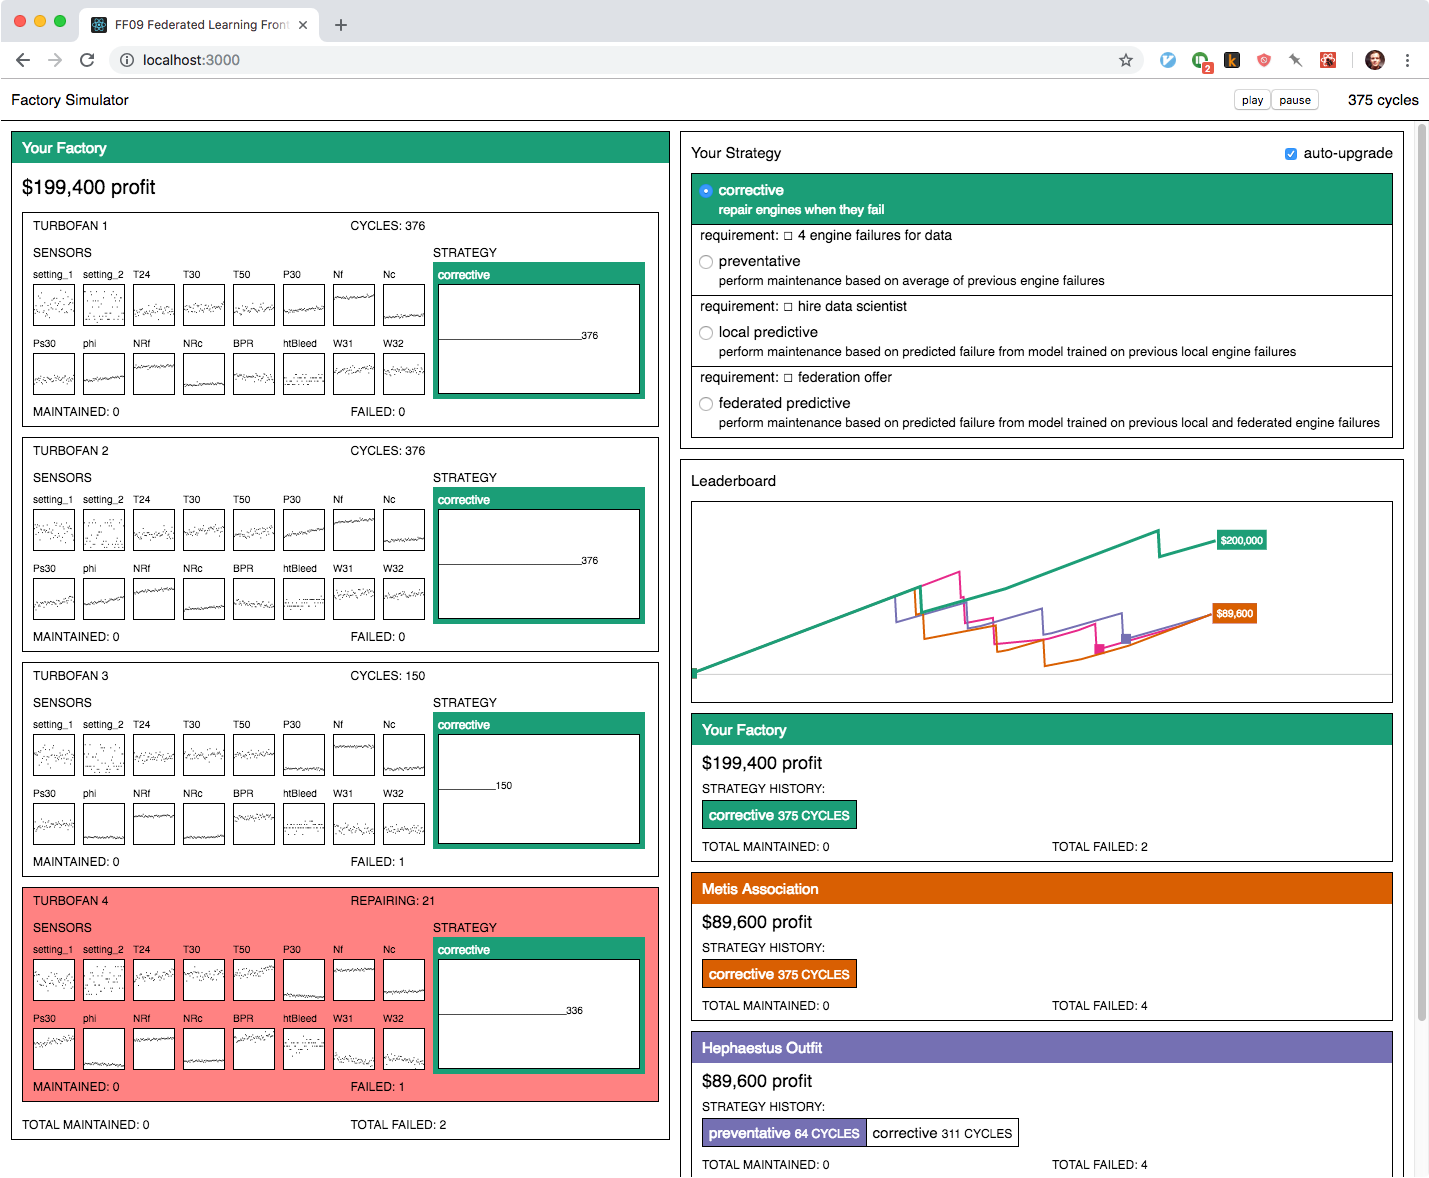 FF09 Federated Learning Front
localhost:3000
2
k
Factory Simulator
play
pause
375 cycles
Your Factory
$199,400 profit
TURBOFAN 1
CYCLES: 376
SENSORS
STRATEGY
setting_1 setting_2 T24 T30 T50 P30 Nf Nc
corrective
376
Ps30 phi NRf NRc BPR htBleed W31 W32
MAINTAINED: 0
FAILED: 0
TURBOFAN 2
CYCLES: 376
SENSORS
STRATEGY
setting_1 setting_2 T24 T30 T50 P30 Nf Nc
corrective
376
Ps30 phi NRf NRc BPR htBleed W31 W32
MAINTAINED: 0
FAILED: 0
TURBOFAN 3
CYCLES: 150
SENSORS
STRATEGY
setting_1 setting_2 T24 T30 T50 P30 Nf Nc
corrective
150
Ps30 phi NRf NRc BPR htBleed W31 W32
MAINTAINED: 0
FAILED: 1
TURBOFAN 4
REPAIRING: 21
SENSORS
STRATEGY
setting_1 setting_2 T24 T30 T50 P30 Nf Nc
corrective
336
Ps30 phi NRf NRc BPR htBleed W31 W32
MAINTAINED: 0
FAILED: 1
TOTAL MAINTAINED: 0
TOTAL FAILED: 2
Your Strategy
auto-upgrade
corrective
repair engines when they fail
requirement: ☐ 4 engine failures for data
preventative
perform maintenance based on average of previous engine failures
requirement: ☐ hire data scientist
local predictive
perform maintenance based on predicted failure from model trained on previous local engine failures
requirement: ☐ federation offer
federated predictive
perform maintenance based on predicted failure from model trained on previous local and federated engine failures
Leaderboard
$200,000
$89,600
Your Factory
$199,400 profit
STRATEGY HISTORY:
corrective 375 CYCLES
TOTAL MAINTAINED: 0
TOTAL FAILED: 2
Metis Association
$89,600 profit
STRATEGY HISTORY:
corrective 375 CYCLES
TOTAL MAINTAINED: 0
TOTAL FAILED: 4
Hephaestus Outfit
$89,600 profit
STRATEGY HISTORY:
preventative 64 CYCLES corrective 311 CYCLES
TOTAL MAINTAINED: 0
TOTAL FAILED: 4